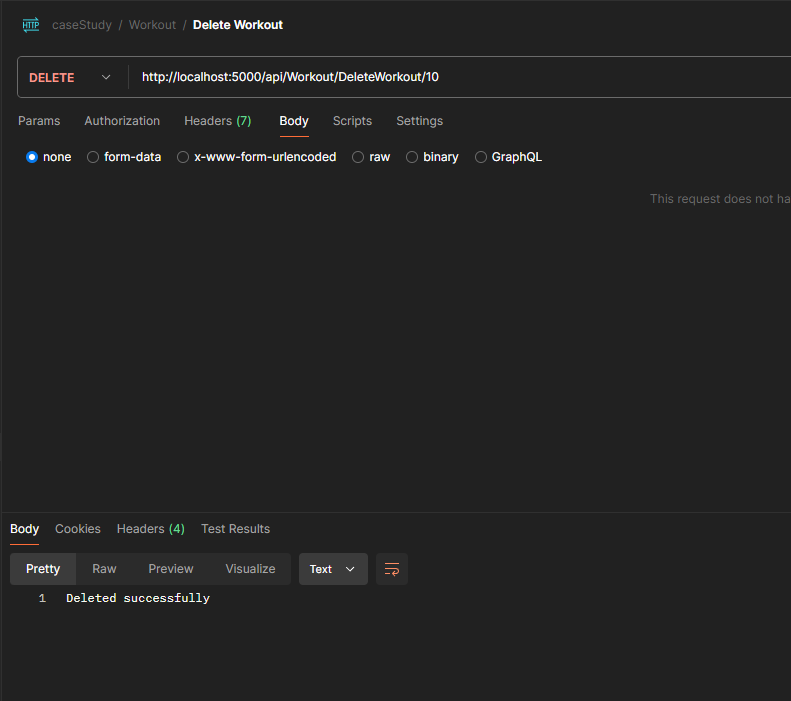 HTTP caseStudy / Workout / Delete Workout
DELETE http://localhost:5000/api/Workout/DeleteWorkout/10
Params Authorization Headers (7) Body Scripts Settings
none form-data x-www-form-urlencoded raw binary GraphQL
This request does not ha
Body Cookies Headers (4) Test Results
Pretty Raw Preview Visualize Text
1 Deleted successfully